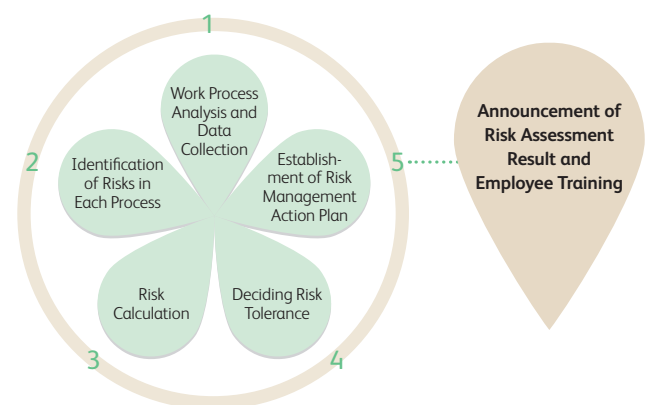 1
Work Process
Analysis and
Data
Collection
2
Identification
of Risks in
Each Process
3
Risk
Calculation
4
Deciding Risk
Tolerance
5
Establish-
ment of Risk
Management
Action Plan
Announcement of
Risk Assessment
Result and
Employee Training